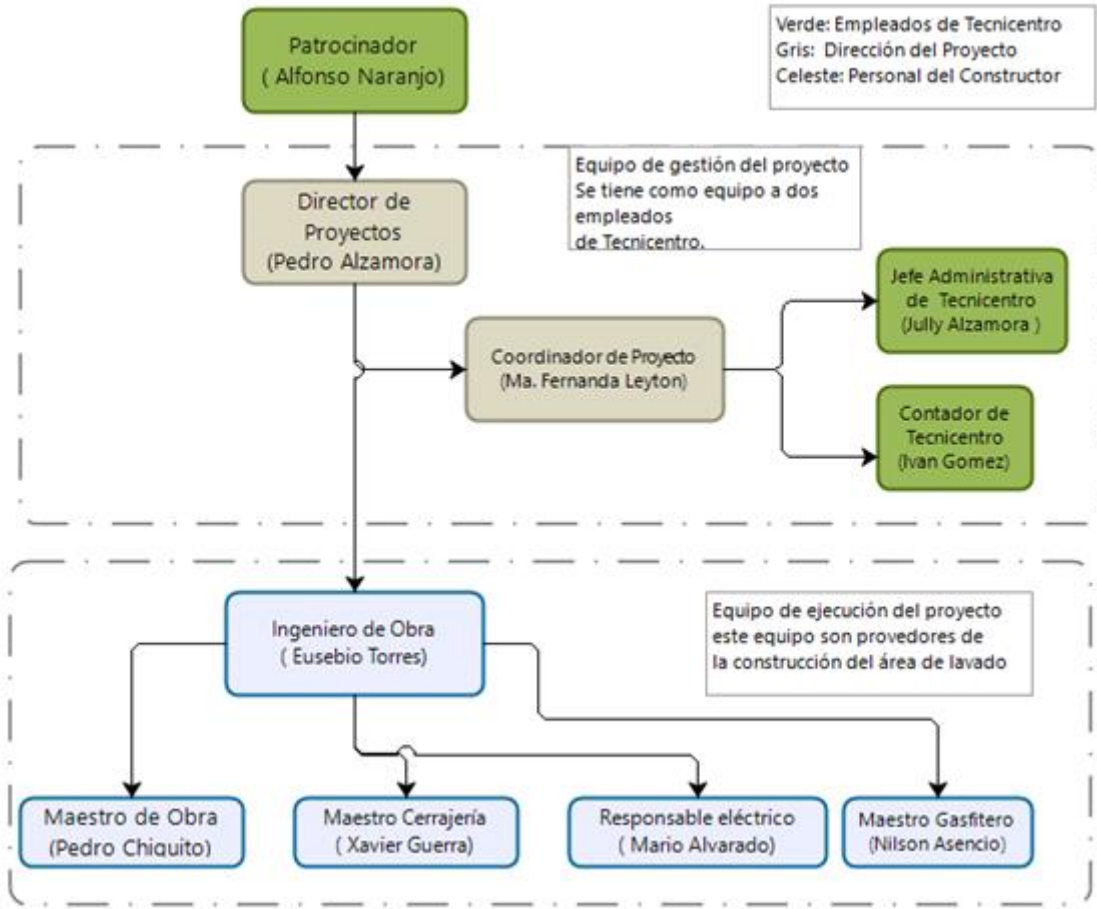 Patrocinador
( Alfonso Naranjo)
Verde: Empleados de Tecnicentro
Gris: Dirección del Proyecto
Celeste: Personal del Constructor
Equipo de gestión del proyecto
Se tiene como equipo a dos
empleados
de Tecnicentro.
Director de
Proyectos
(Pedro Alzamora)
Jefe Administrativa
de Tecnicentro
(Jully Alzamora )
Coordinador de Proyecto
(Ma. Fernanda Leyton)
Contador de
Tecnicentro
(Ivan Gomez)
Ingeniero de Obra
( Eusebio Torres)
Equipo de ejecución del proyecto
este equipo son provedores de
la construcción del área de lavado
Maestro de Obra
(Pedro Chiquito)
Maestro Cerrajería
( Xavier Guerra)
Responsable eléctrico
( Mario Alvarado)
Maestro Gasfitero
(Nilson Asencio)